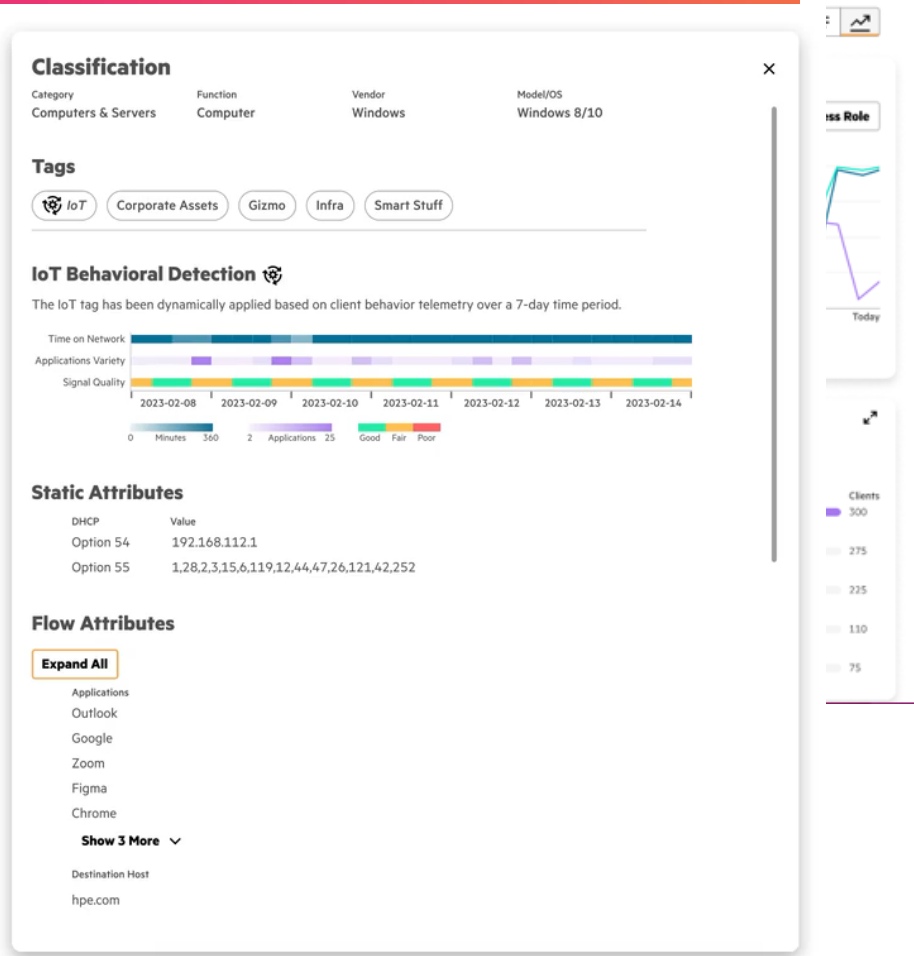 Classification
Category Function Vendor Model/OS
Computers & Servers Computer Windows Windows 8/10
Tags
IoT Corporate Assets Gizmo Infra Smart Stuff
IoT Behavioral Detection
The IoT tag has been dynamically applied based on client behavior telemetry over a 7-day time period.
Time on Network
Applications Variety
Signal Quality
2023-02-08 2023-02-09 2023-02-10 2023-02-11 2023-02-12 2023-02-13 2023-02-14
0 Minutes 360 2 Applications 25 Good Fair Poor
Static Attributes
DHCP Value
Option 54 192.168.112.1
Option 55 1,28,2,3,15,6,119,12,44,47,26,121,42,252
Flow Attributes
Expand All
Applications
Outlook
Google
Zoom
Figma
Chrome
Show 3 More
Destination Host
hpe.com
Role
Today
Clients
300
275
225
110
75